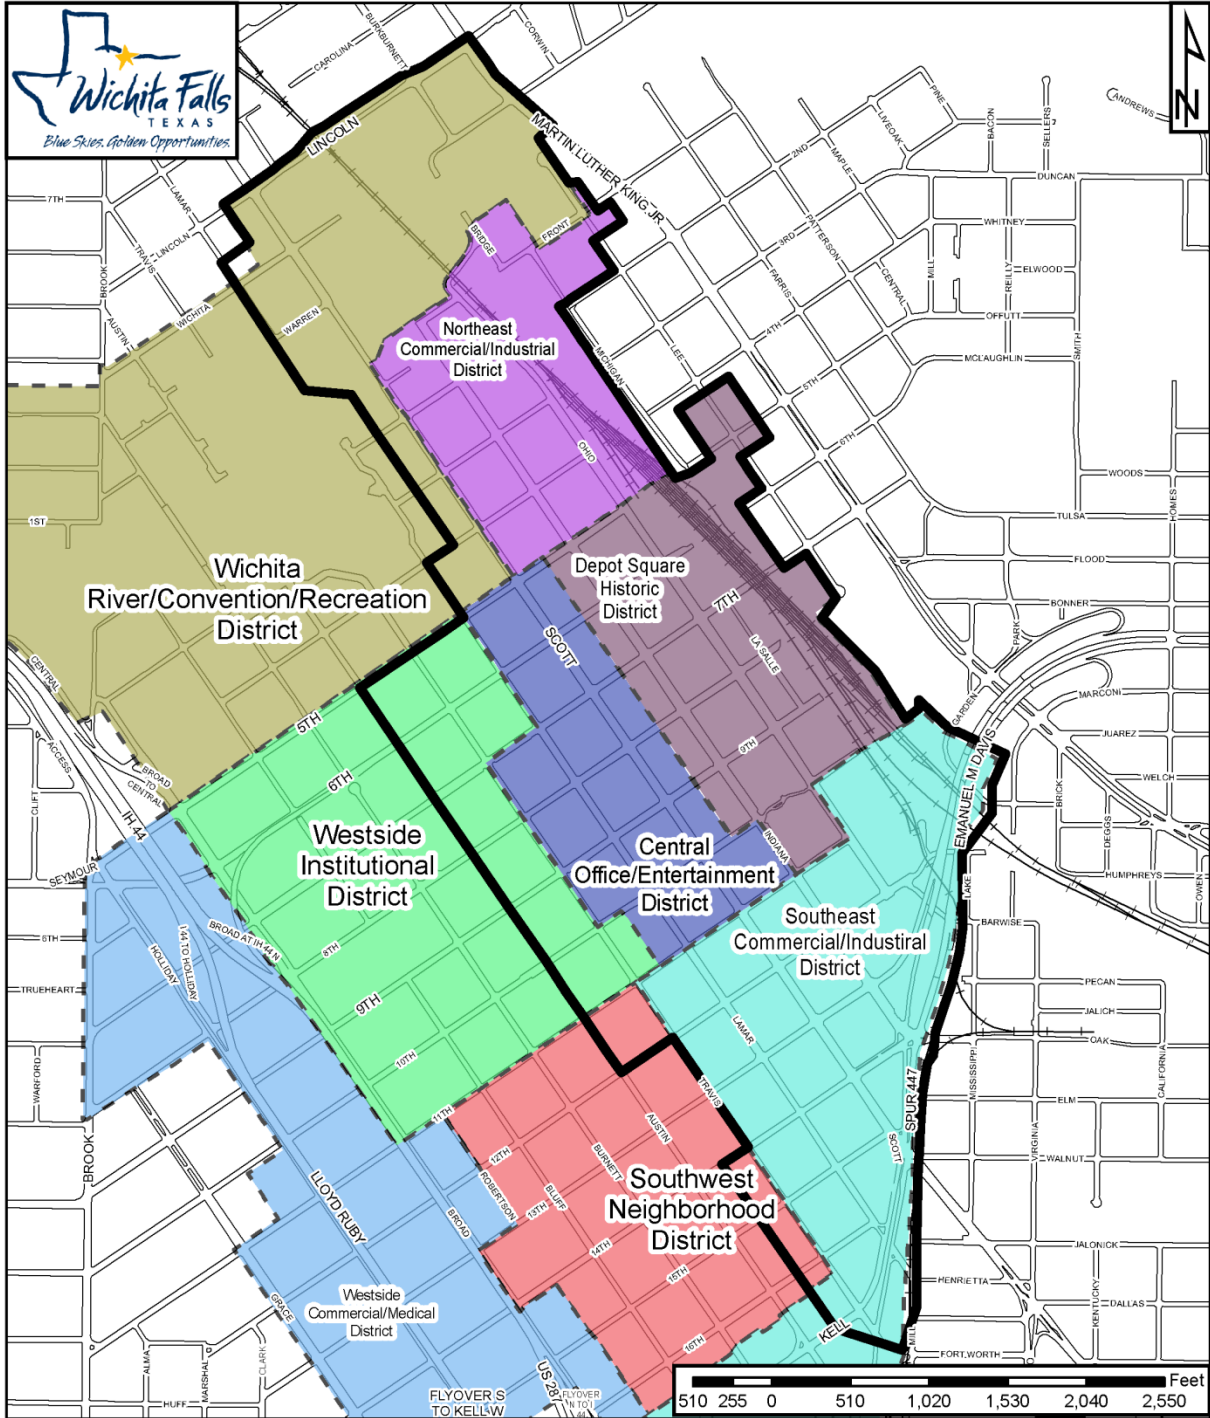 Wichita Falls
TEXAS
Blue Skies. Golden Opportunities.
N
CAROLINA
BURKBURNETT
CORWIN
LINCOLN
MARTIN LUTHER KING JR
2ND
MAPLE
LIVEOAK
PINE
BACON
SELLERS
ANDREWS
DUNCAN
7TH
LAMAR
LINCOLN
TRAVIS
BROOK
AUSTIN
WICHITA
WARREN
BRIDGE
FRONT
3RD
PATTERSON
FARRIS
CENTRAL
MILL
WHITNEY
REILLY
ELWOOD
OFFUTT
SMITH
MCLAUGHLIN
4TH
LEE
5TH
6TH
MICHIGAN
Northeast
Commercial/Industrial
District
OHIO
WOODS
HOLMES
TULSA
FLOOD
BONNER
1ST
Wichita
River/Convention/Recreation
District
Depot Square
Historic
District
7TH
LA SALLE
SCOTT
PARK
GARDEN
MARCONI
JUAREZ
WELCH
CENTRAL
ACCESS
BROAD
TO
CENTRAL
IH 44
5TH
6TH
9TH
EMANUEL M DAVIS
BRICK
DEGGS
HUMPHREYS
OWEN
CLIFT
SEYMOUR
Westside
Institutional
District
Central
Office/Entertainment
District
INDIANA
LAKE
BARWISE
Southeast
Commercial/Industiral
District
6TH
HOLLIDAY
I 44 TO HOLLIDAY
BROAD AT IH 44 N
8TH
9TH
10TH
TRUEHEART
WARFORD
BROOK
PECAN
JALICH
OAK
MISSISSIPPI
CALIFORNIA
LAMAR
TRAVIS
SPUR 447
ELM
VIRGINIA
WALNUT
SCOTT
11TH
12TH
AUSTIN
BURNETT
BLUFF
ROBERTSON
13TH
14TH
15TH
16TH
Southwest
Neighborhood
District
LLOYD RUBY
BROAD
JALONICK
HENRIETTA
KENTUCKY
DALLAS
Westside
Commercial/Medical
District
GRACE
KELL
MILL
FORT WORTH
ALMA
MARSHAL
CLARK
HUFF
FLYOVER S
TO KELL W
US 287
FLYOVER
N TO I
44
Feet
510 255 0 510 1,020 1,530 2,040 2,550